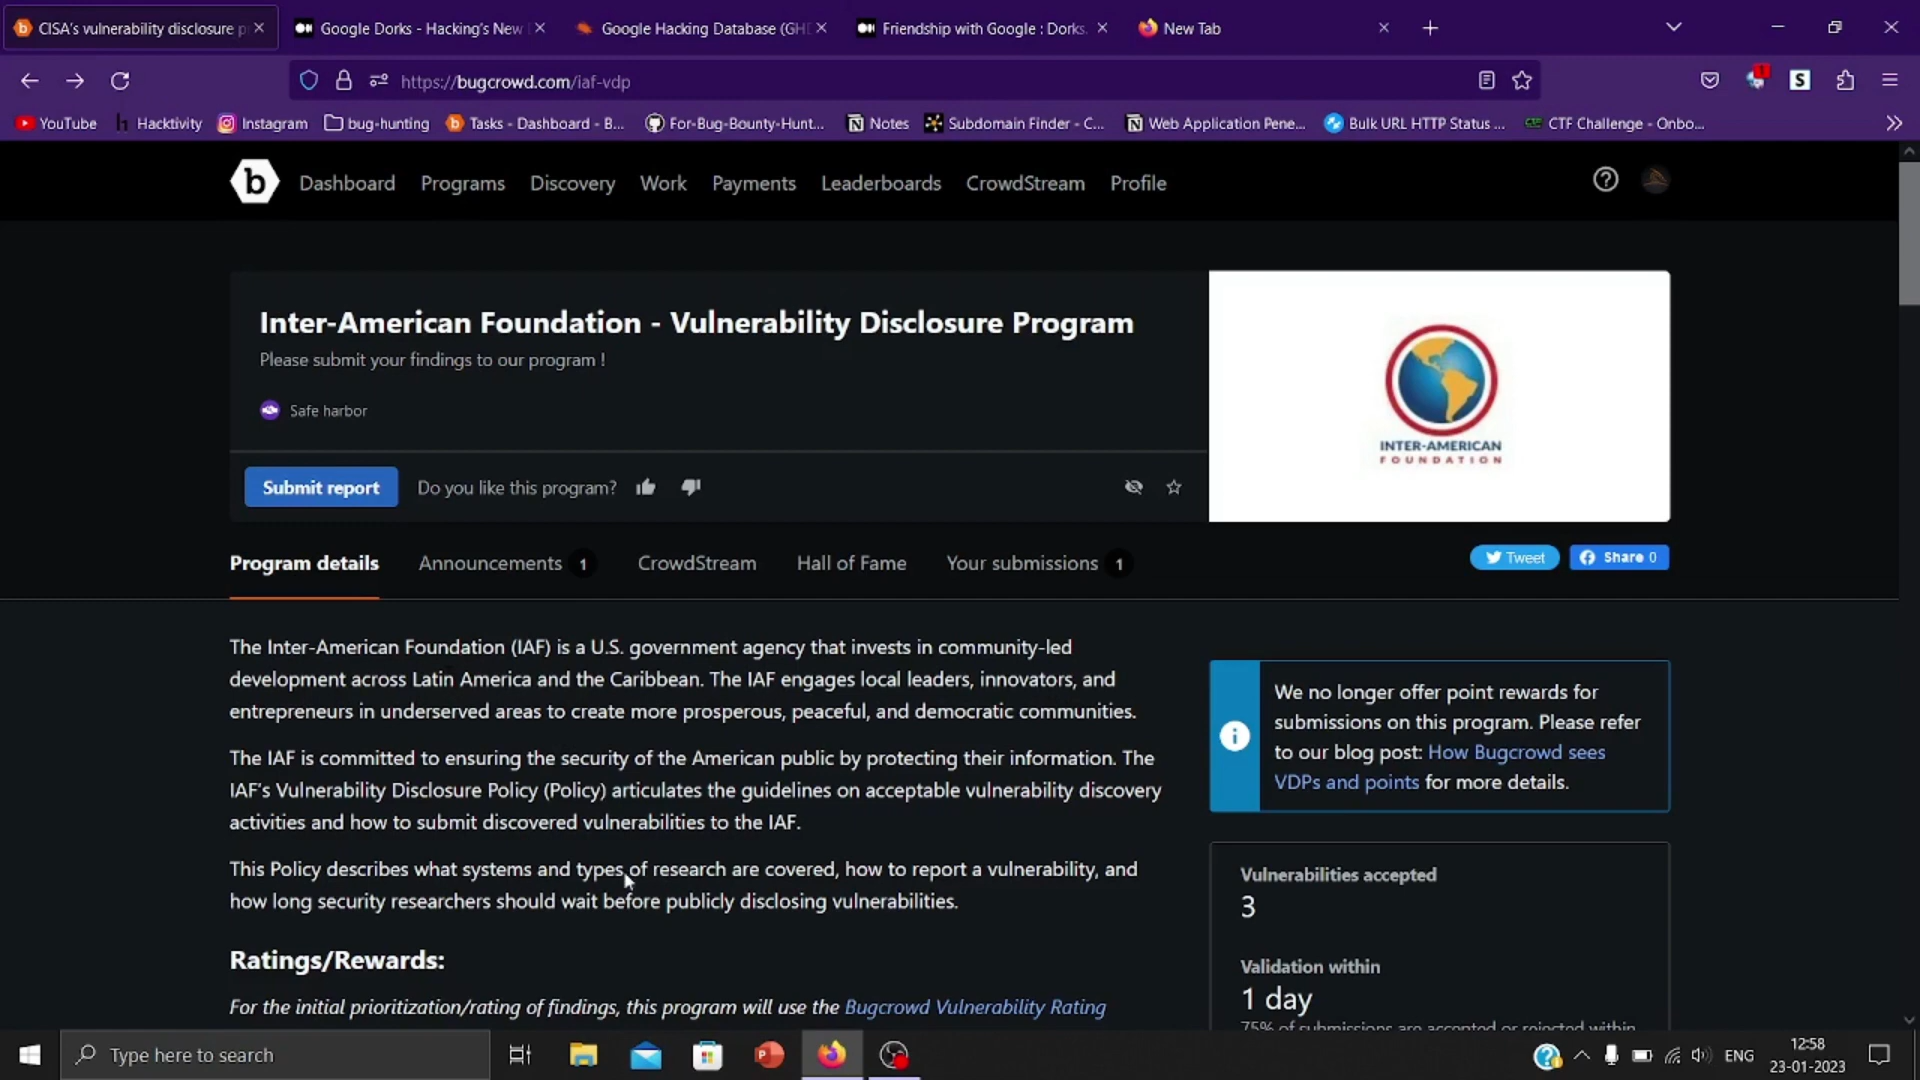 CISA's vulnerability disclosure p
Google Dorks - Hacking's New
Google Hacking Database (GH
Friendship with Google : Dorks.
New Tab
https://bugcrowd.com/iaf-vdp
1
S
YouTube
Hacktivity
Instagram
bug-hunting
Tasks - Dashboard - B...
For-Bug-Bounty-Hunt...
Notes
Subdomain Finder - C...
Web Application Pene...
Bulk URL HTTP Status ...
CTF Challenge - Onbo...
b
Dashboard
Programs
Discovery
Work
Payments
Leaderboards
CrowdStream
Profile
Inter-American Foundation - Vulnerability Disclosure Program
Please submit your findings to our program !
Safe harbor
INTER-AMERICAN
FOUNDATION
Submit report
Do you like this program?
Program details
Announcements 1
CrowdStream
Hall of Fame
Your submissions 1
Tweet
Share 0
The Inter-American Foundation (IAF) is a U.S. government agency that invests in community-led
development across Latin America and the Caribbean. The IAF engages local leaders, innovators, and
entrepreneurs in underserved areas to create more prosperous, peaceful, and democratic communities.
The IAF is committed to ensuring the security of the American public by protecting their information. The
IAF's Vulnerability Disclosure Policy (Policy) articulates the guidelines on acceptable vulnerability discovery
activities and how to submit discovered vulnerabilities to the IAF.
This Policy describes what systems and types of research are covered, how to report a vulnerability, and
how long security researchers should wait before publicly disclosing vulnerabilities.
Ratings/Rewards:
For the initial prioritization/rating of findings, this program will use the Bugcrowd Vulnerability Rating
We no longer offer point rewards for
submissions on this program. Please refer
to our blog post: How Bugcrowd sees
VDPs and points for more details.
Vulnerabilities accepted
3
Validation within
1 day
75% of submissions are accepted or rejected within
Type here to search
ENG
12:58
23-01-2023